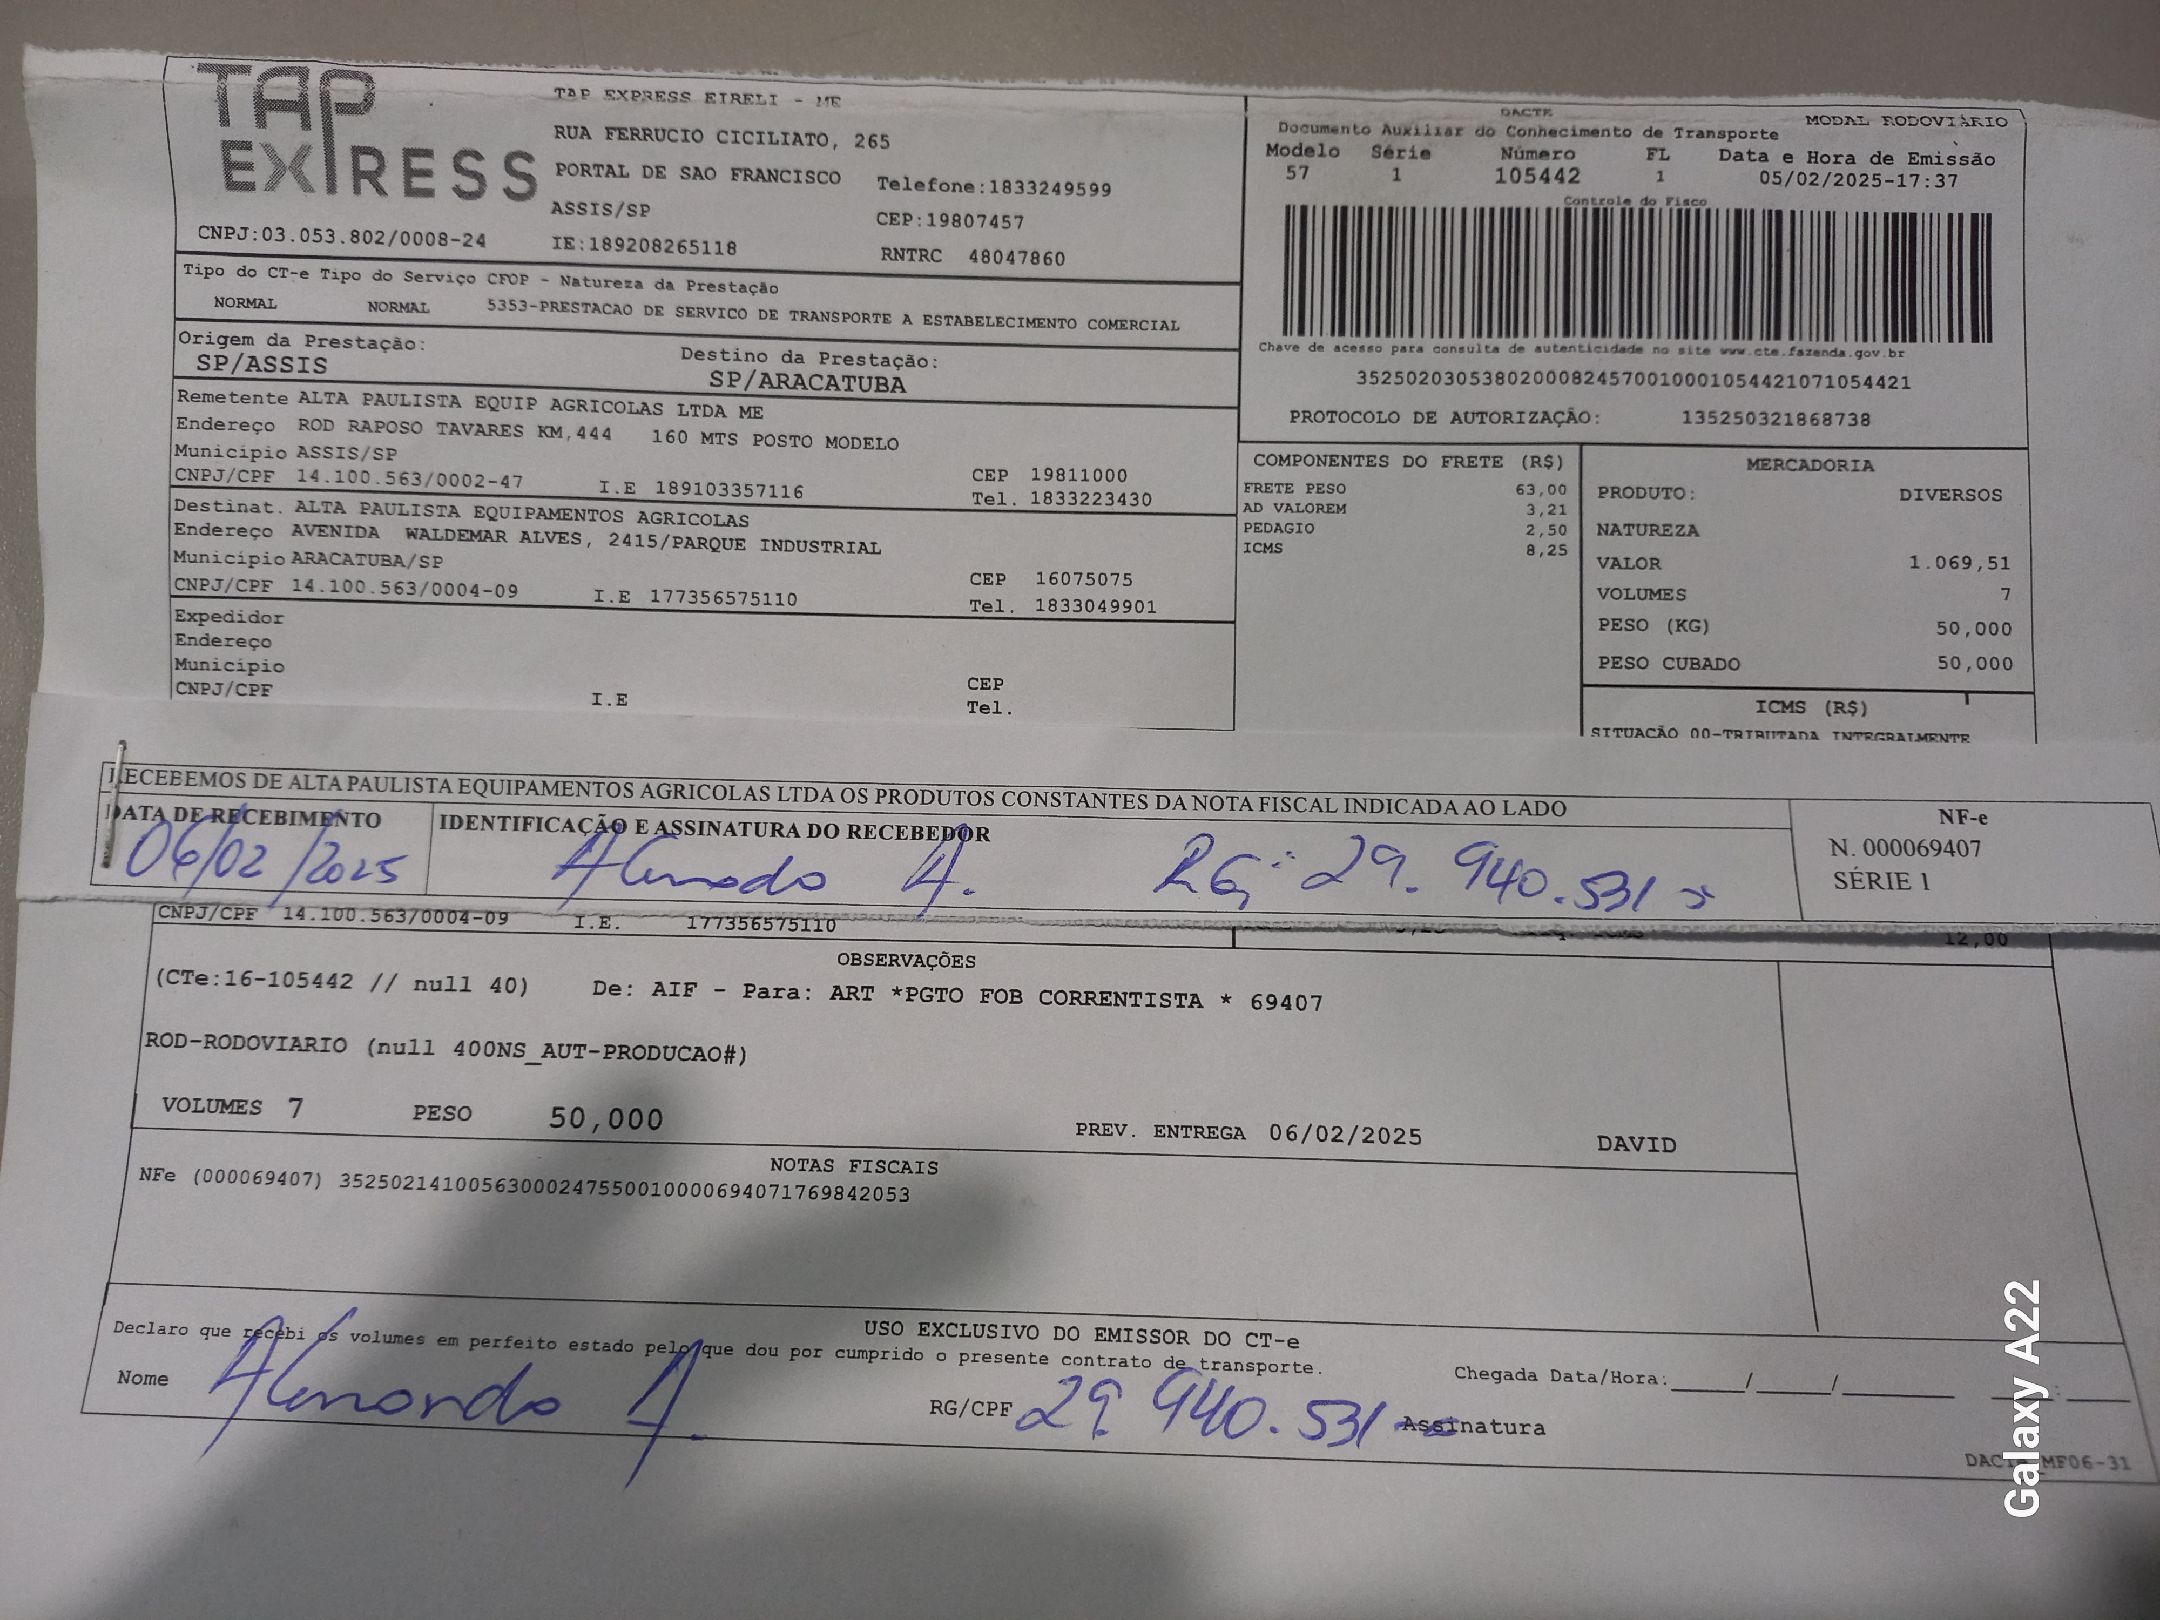 TAP
EXPRESS
TAP EXPRESS EIRELI - ME
RUA FERRUCIO CICILIATO, 265
PORTAL DE SAO FRANCISCO Telefone:1833249599
ASSIS/SP CEP:19807457
CNPJ:03.053.802/0008-24 IE:189208265118 RNTRC 48047860
DACTE MODAL RODOVIÁRIO
Documento Auxiliar do Conhecimento de Transporte
Modelo Série Número FL Data e Hora de Emissão
57 1 105442 1 05/02/2025-17:37
Controle do Fisco
Chave de acesso para consulta de autenticidade no site www.cte.fazenda.gov.br
35250203053802000824570010001054421071054421
PROTOCOLO DE AUTORIZAÇÃO: 135250321868738
Tipo do CT-e Tipo do Serviço CFOP - Natureza da Prestação
NORMAL NORMAL 5353-PRESTACAO DE SERVICO DE TRANSPORTE A ESTABELECIMENTO COMERCIAL
Origem da Prestação: Destino da Prestação:
SP/ASSIS SP/ARACATUBA
Remetente ALTA PAULISTA EQUIP AGRICOLAS LTDA ME
Endereço ROD RAPOSO TAVARES KM,444 160 MTS POSTO MODELO
Município ASSIS/SP CEP 19811000
CNPJ/CPF 14.100.563/0002-47 I.E 189103357116 Tel. 1833223430
Destinat. ALTA PAULISTA EQUIPAMENTOS AGRICOLAS
Endereço AVENIDA WALDEMAR ALVES, 2415/PARQUE INDUSTRIAL
Município ARACATUBA/SP CEP 16075075
CNPJ/CPF 14.100.563/0004-09 I.E 177356575110 Tel. 1833049901
Expedidor
Endereço
Município CEP
CNPJ/CPF I.E Tel.
COMPONENTES DO FRETE (R$)
FRETE PESO 63,00
AD VALOREM 3,21
PEDAGIO 2,50
ICMS 8,25
MERCADORIA
PRODUTO: DIVERSOS
NATUREZA
VALOR 1.069,51
VOLUMES 7
PESO (KG) 50,000
PESO CUBADO 50,000
ICMS (R$)
SITUAÇÃO 00-TRIBUTADA INTEGRALMENTE
RECEBEMOS DE ALTA PAULISTA EQUIPAMENTOS AGRICOLAS LTDA OS PRODUTOS CONSTANTES DA NOTA FISCAL INDICADA AO LADO
DATA DE RECEBIMENTO IDENTIFICAÇÃO E ASSINATURA DO RECEBEDOR
06/02/2025 A. RG: 29.940.531
NF-e
N. 000069407
SÉRIE 1
CNPJ/CPF 14.100.563/0004-09 I.E. 177356575110 12,00
OBSERVAÇÕES
(CTe:16-105442 // null 40) De: AIF - Para: ART *PGTO FOB CORRENTISTA * 69407
ROD-RODOVIARIO (null 400NS_AUT-PRODUCAO#)
VOLUMES 7 PESO 50,000 PREV. ENTREGA 06/02/2025 DAVID
NOTAS FISCAIS
NFe (000069407) 35250214100563000247550010000694071769842053
USO EXCLUSIVO DO EMISSOR DO CT-e
Declaro que recebi os volumes em perfeito estado pelo que dou por cumprido o presente contrato de transporte.
Chegada Data/Hora:____/____/______ __:____
Nome A. RG/CPF 29.940.531 Assinatura
MF06-31
Galaxy A22